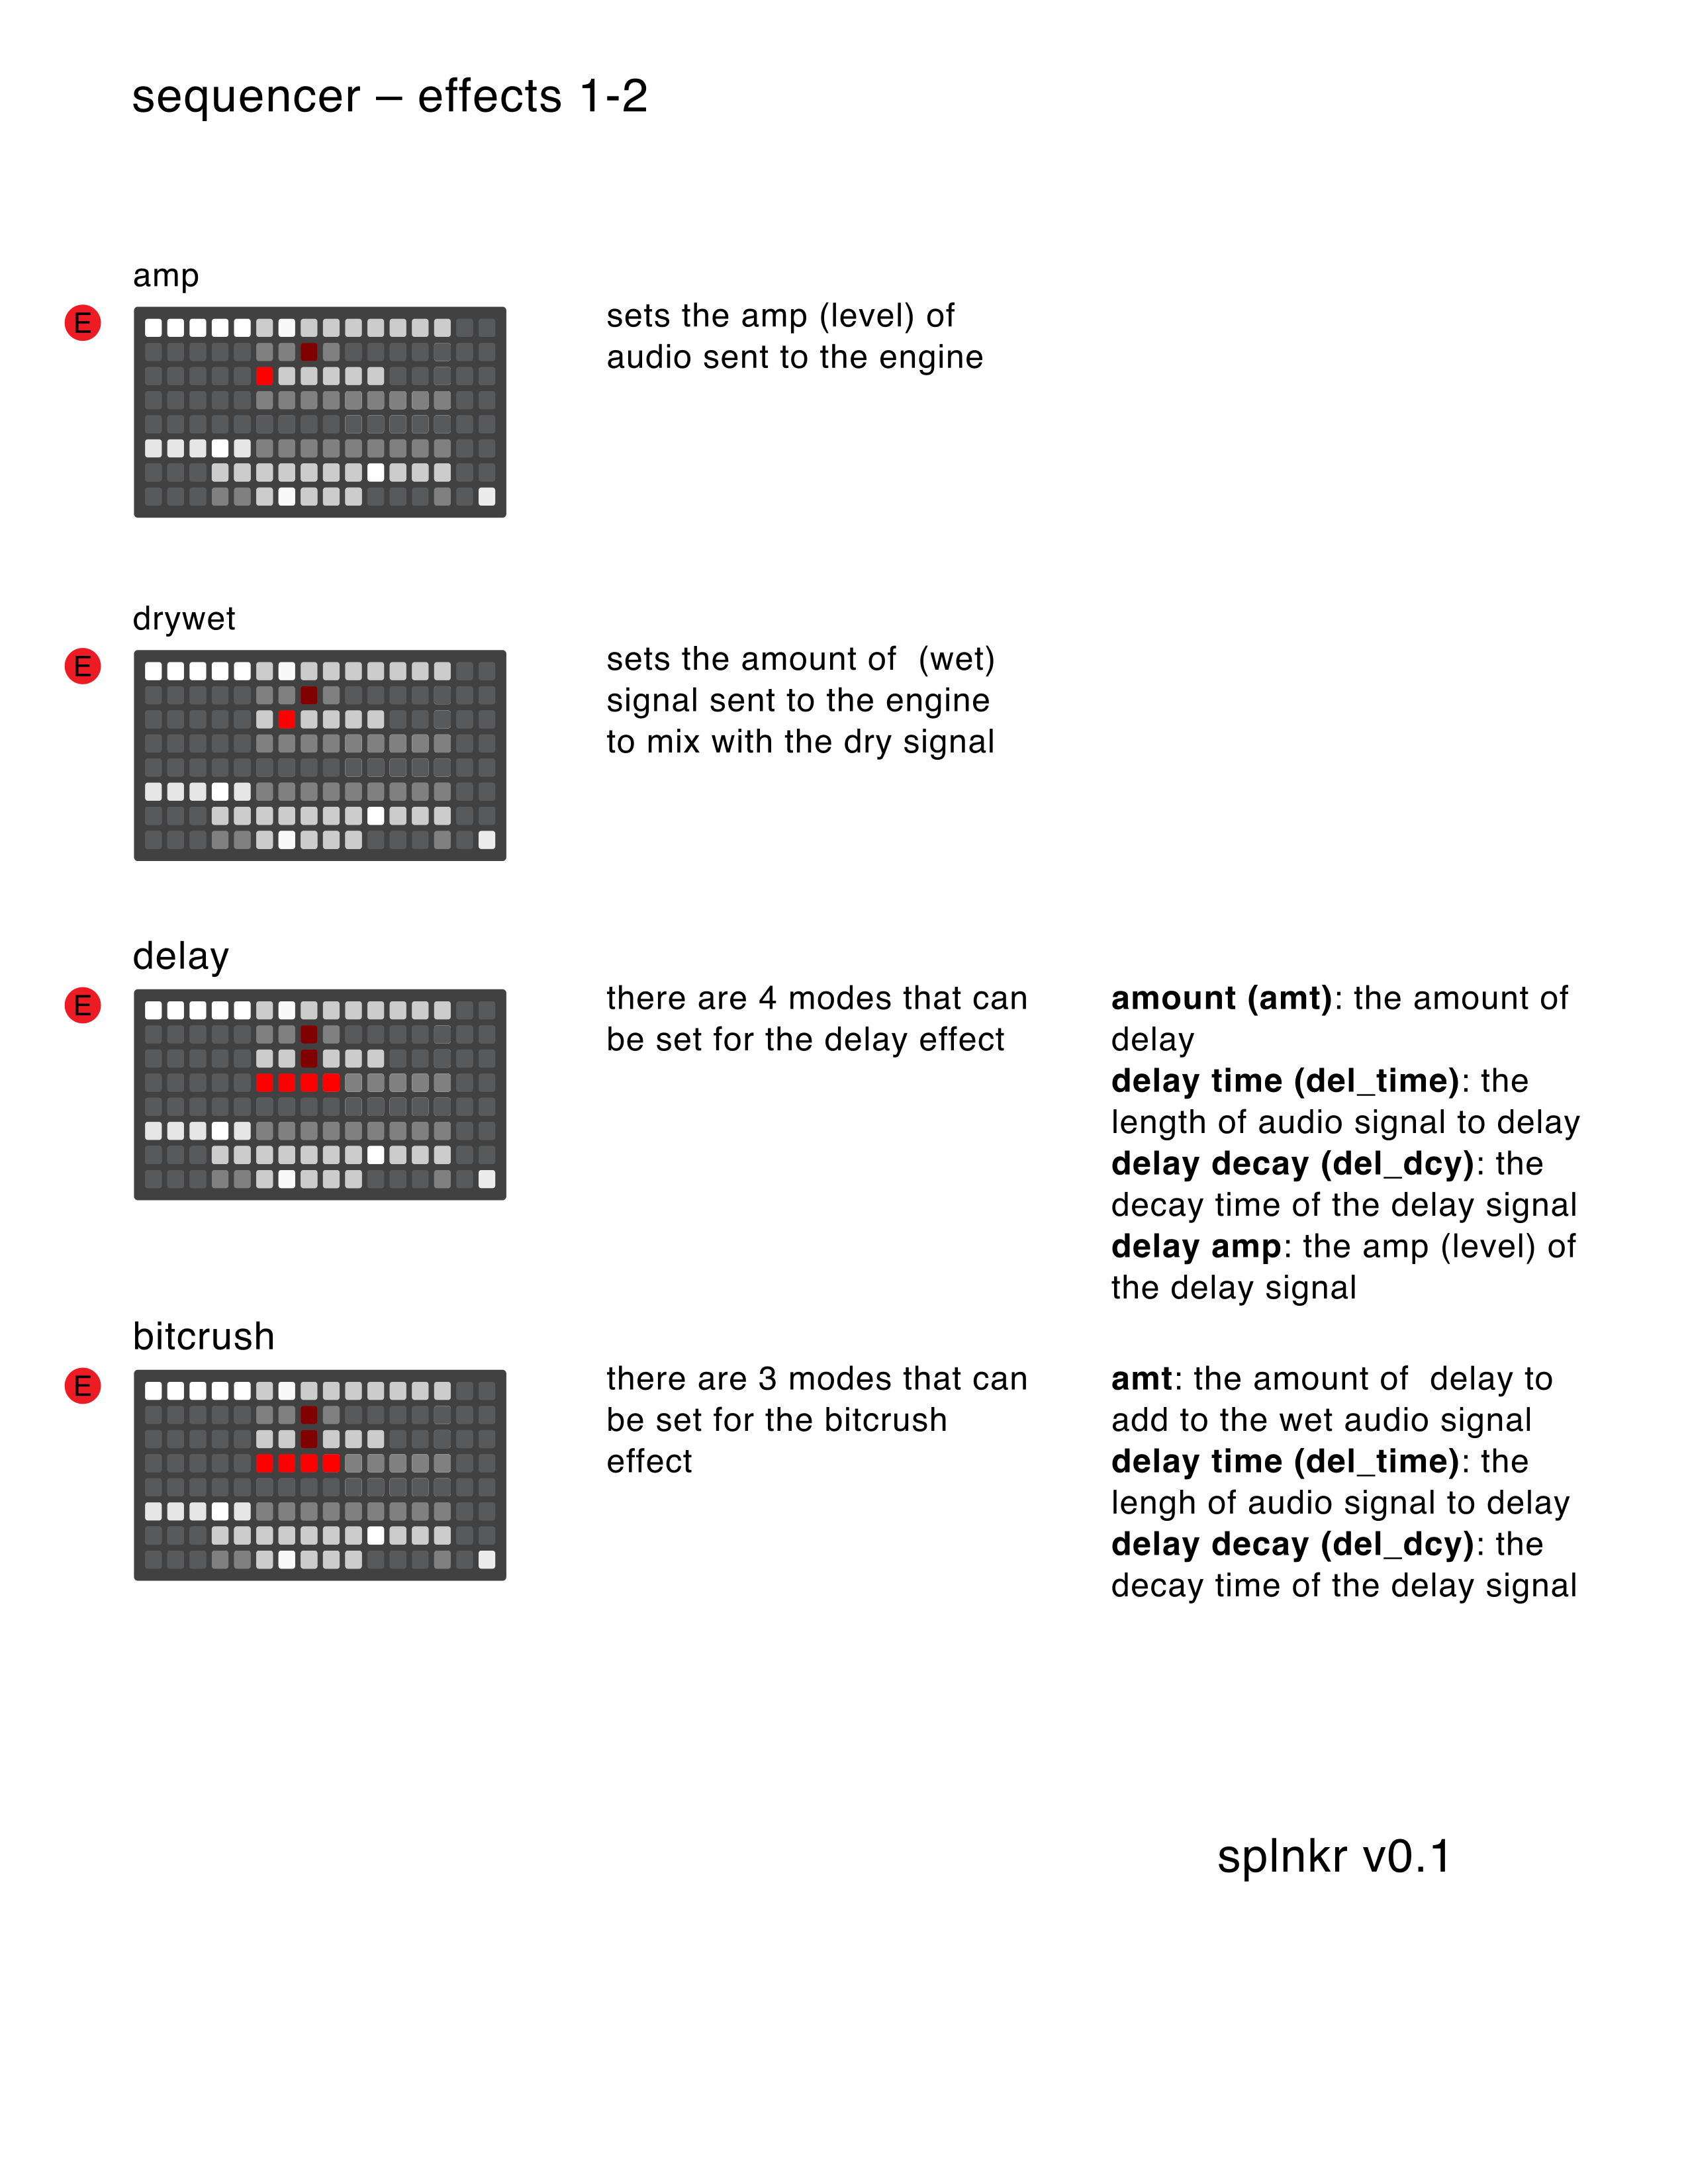 sequencer – effects 1-2
amp
E
sets the amp (level) of
audio sent to the engine
drywet
E
sets the amount of  (wet)
signal sent to the engine
to mix with the dry signal
delay
E
there are 4 modes that can
be set for the delay effect
amount (amt): the amount of
delay
delay time (del_time): the
length of audio signal to delay
delay decay (del_dcy): the
decay time of the delay signal
delay amp: the amp (level) of
the delay signal
bitcrush
E
there are 3 modes that can
be set for the bitcrush
effect
amt: the amount of  delay to
add to the wet audio signal
delay time (del_time): the
lengh of audio signal to delay
delay decay (del_dcy): the
decay time of the delay signal
splnkr v0.1